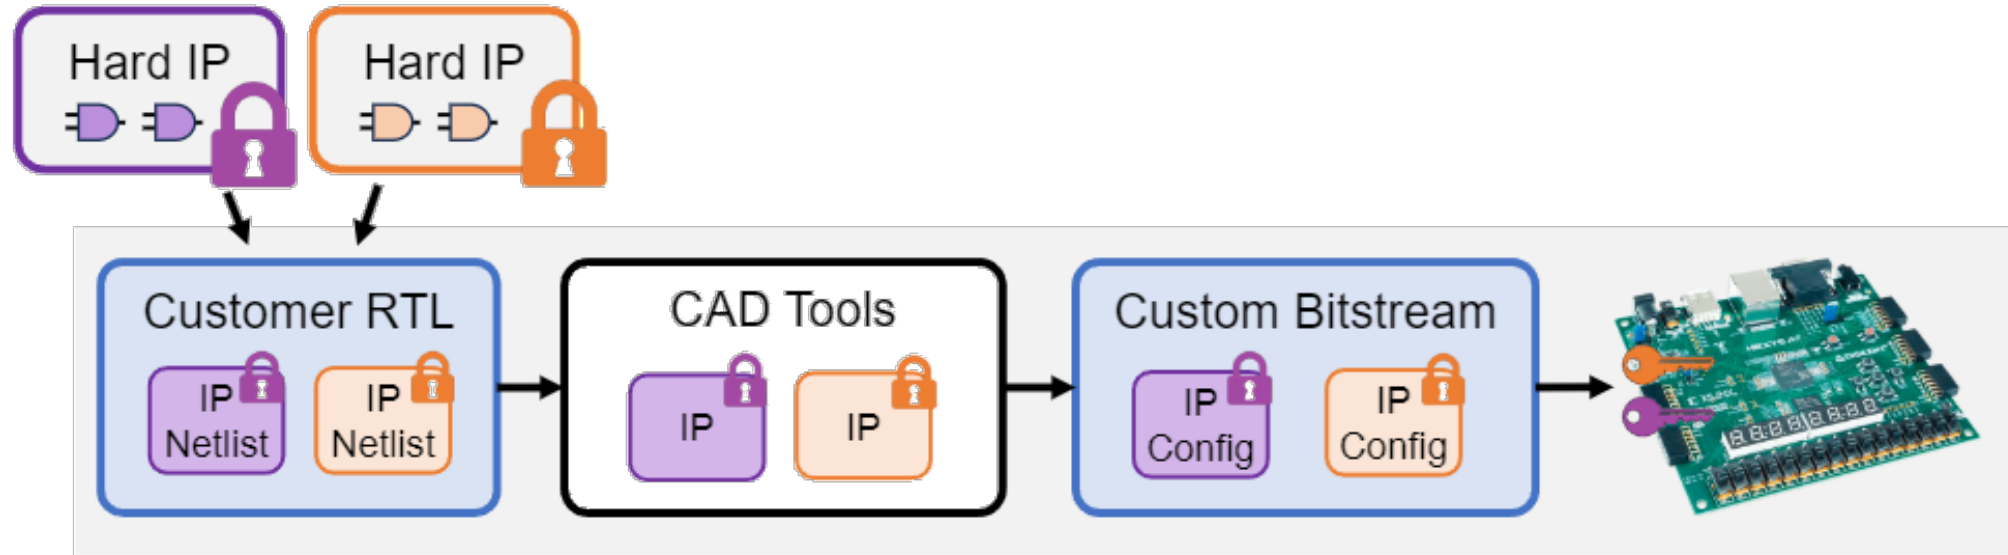 Hard IP
Hard IP
Customer RTL
IP
Netlist
IP
Netlist
CAD Tools
IP
IP
Custom Bitstream
IP
Config
IP
Config